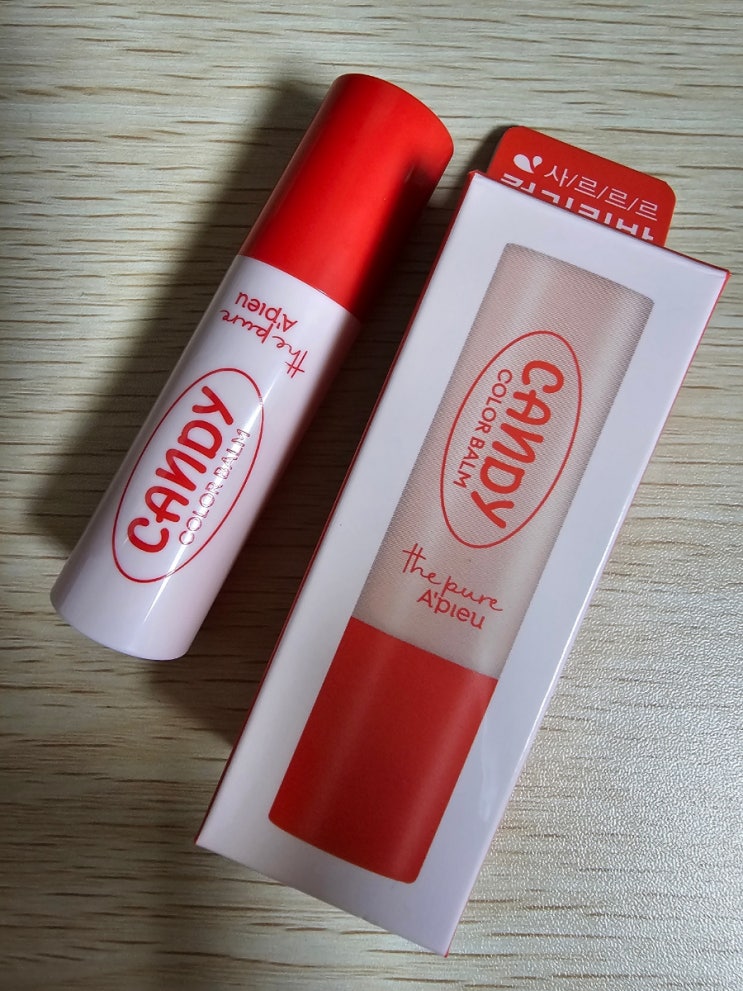 the pure
A'pieu
CANDY
COLOR BALM
사/르/르/르
CANDY
COLOR BALM
the pure
A'pieu